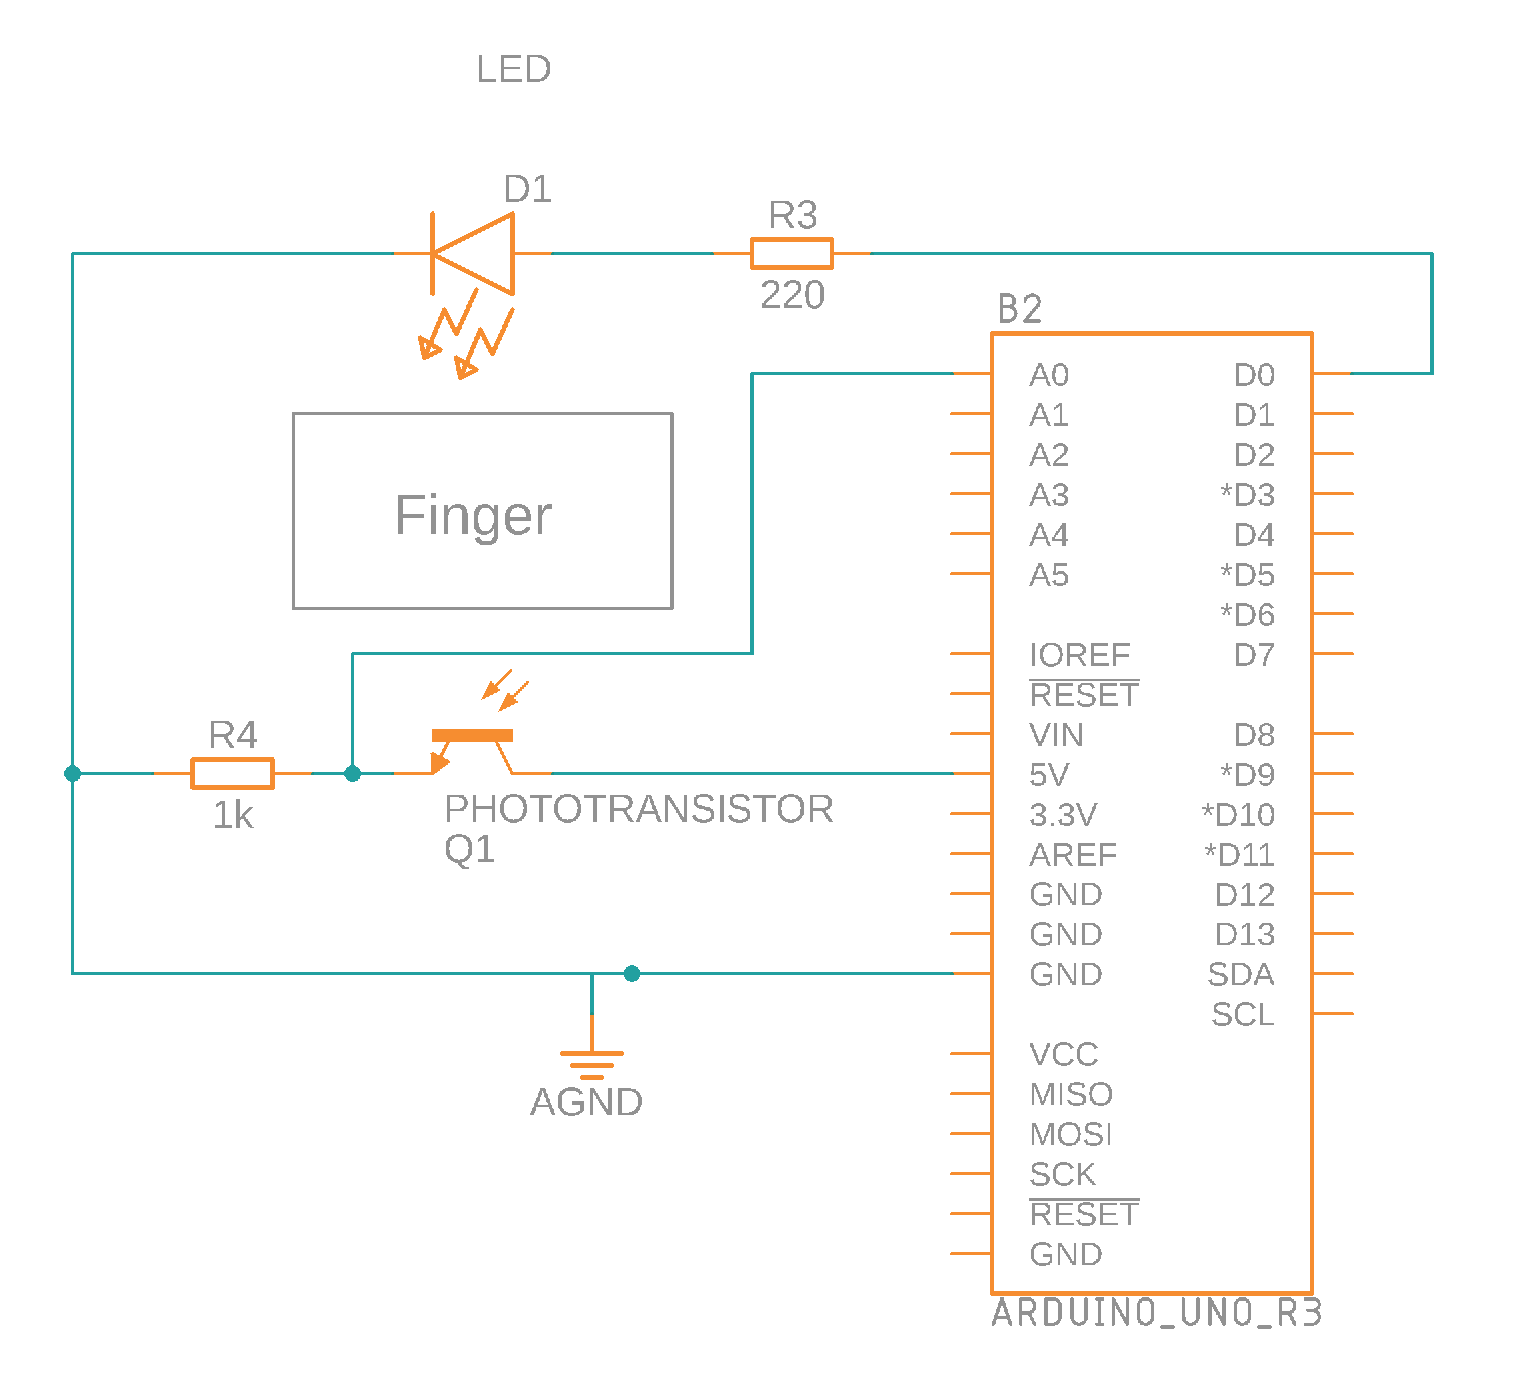 LED
D1
R3
220
B2
A0 D0
A1 D1
A2 D2
A3 *D3
A4 D4
A5 *D5
*D6
Finger
IOREF D7
RESET
R4
1k
VIN D8
5V *D9
3.3V *D10
PHOTOTRANSISTOR
Q1
AREF *D11
GND D12
GND D13
GND SDA
SCL
AGND
VCC
MISO
MOSI
SCK
RESET
GND
ARDUINO_UNO_R3